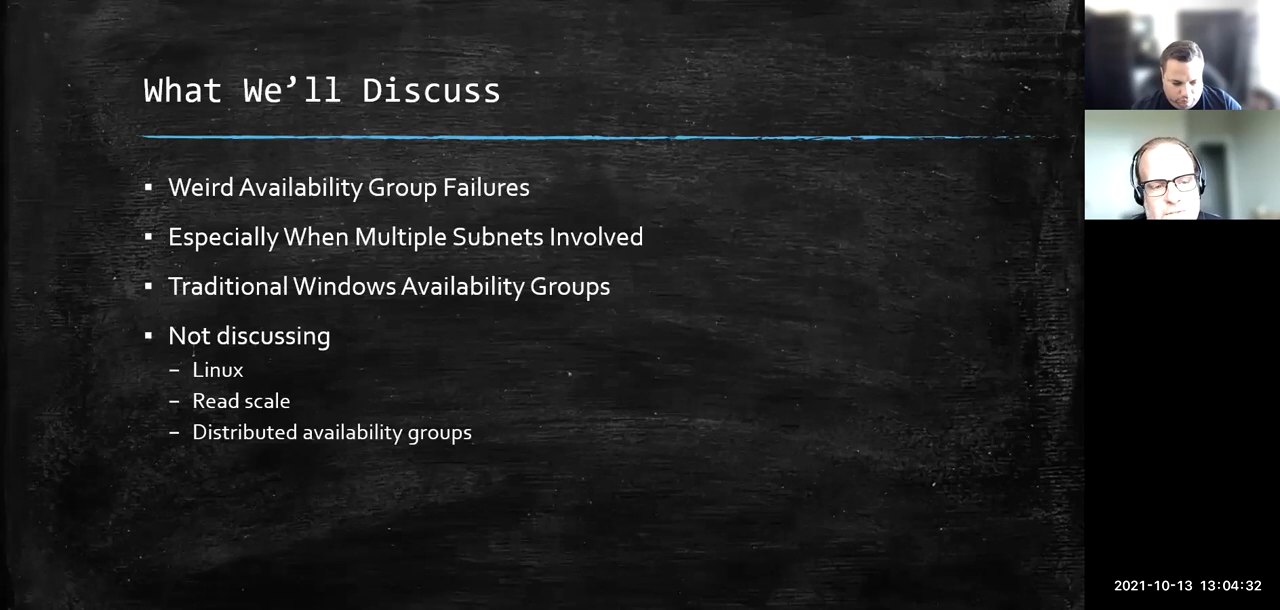 What We’ll Discuss
▪ Weird Availability Group Failures
▪ Especially When Multiple Subnets Involved
▪ Traditional Windows Availability Groups
▪ Not discussing
– Linux
– Read scale
– Distributed availability groups
2021-10-13 13:04:32